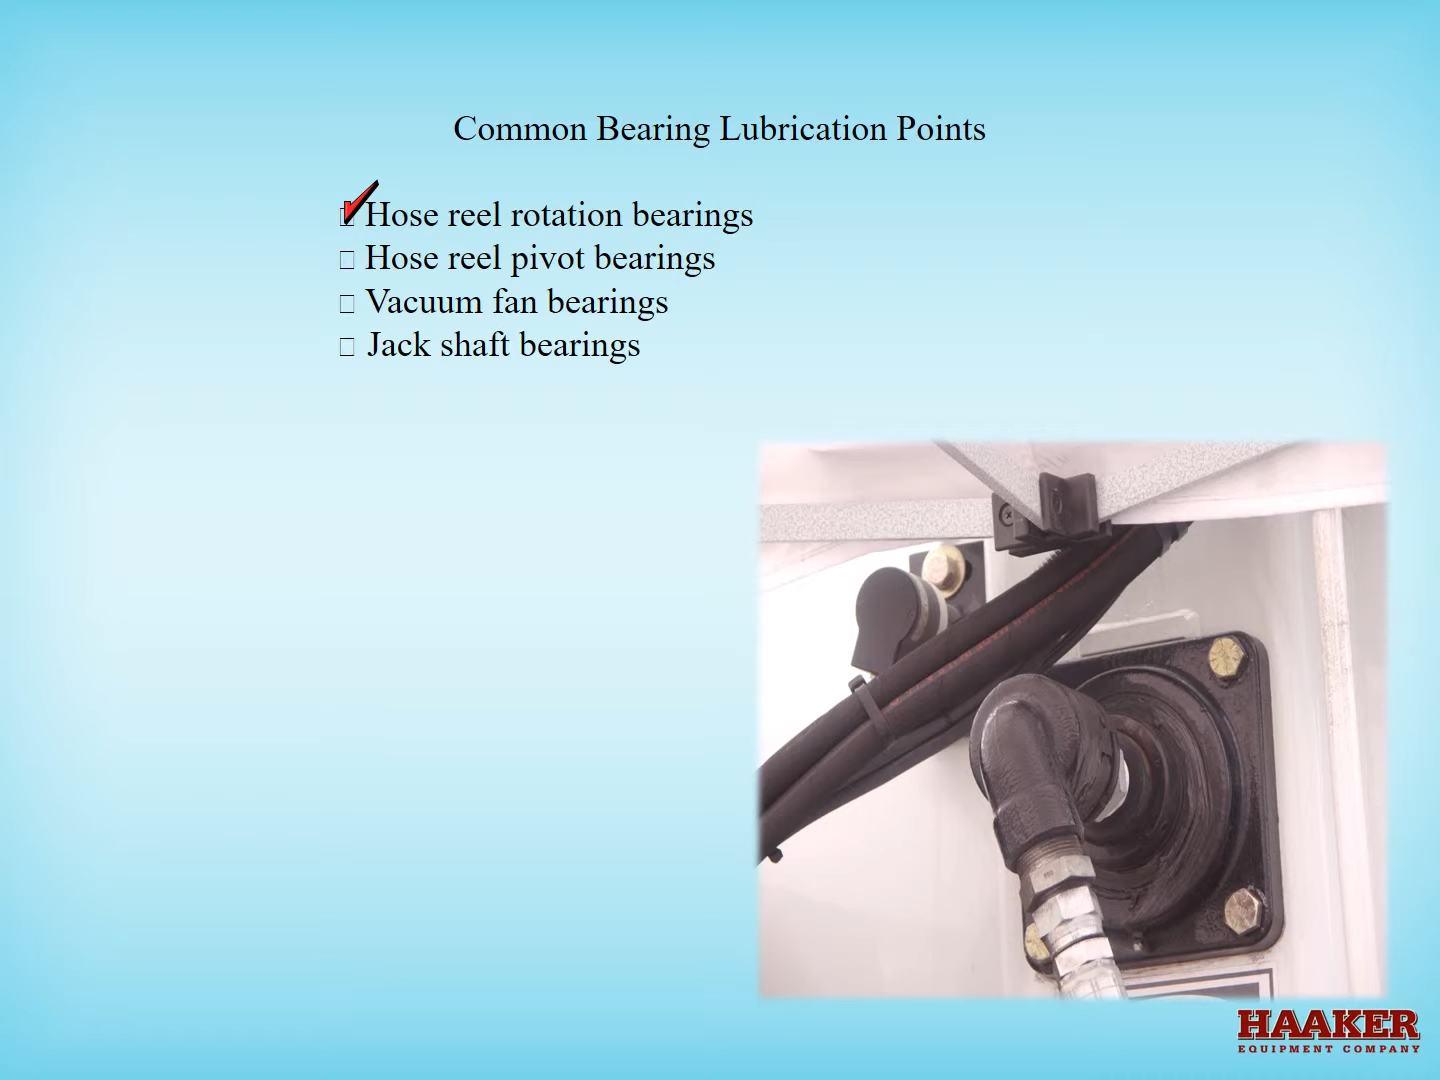 Common Bearing Lubrication Points
Hose reel rotation bearings
Hose reel pivot bearings
Vacuum fan bearings
Jack shaft bearings
HAAKER
EQUIPMENT COMPANY